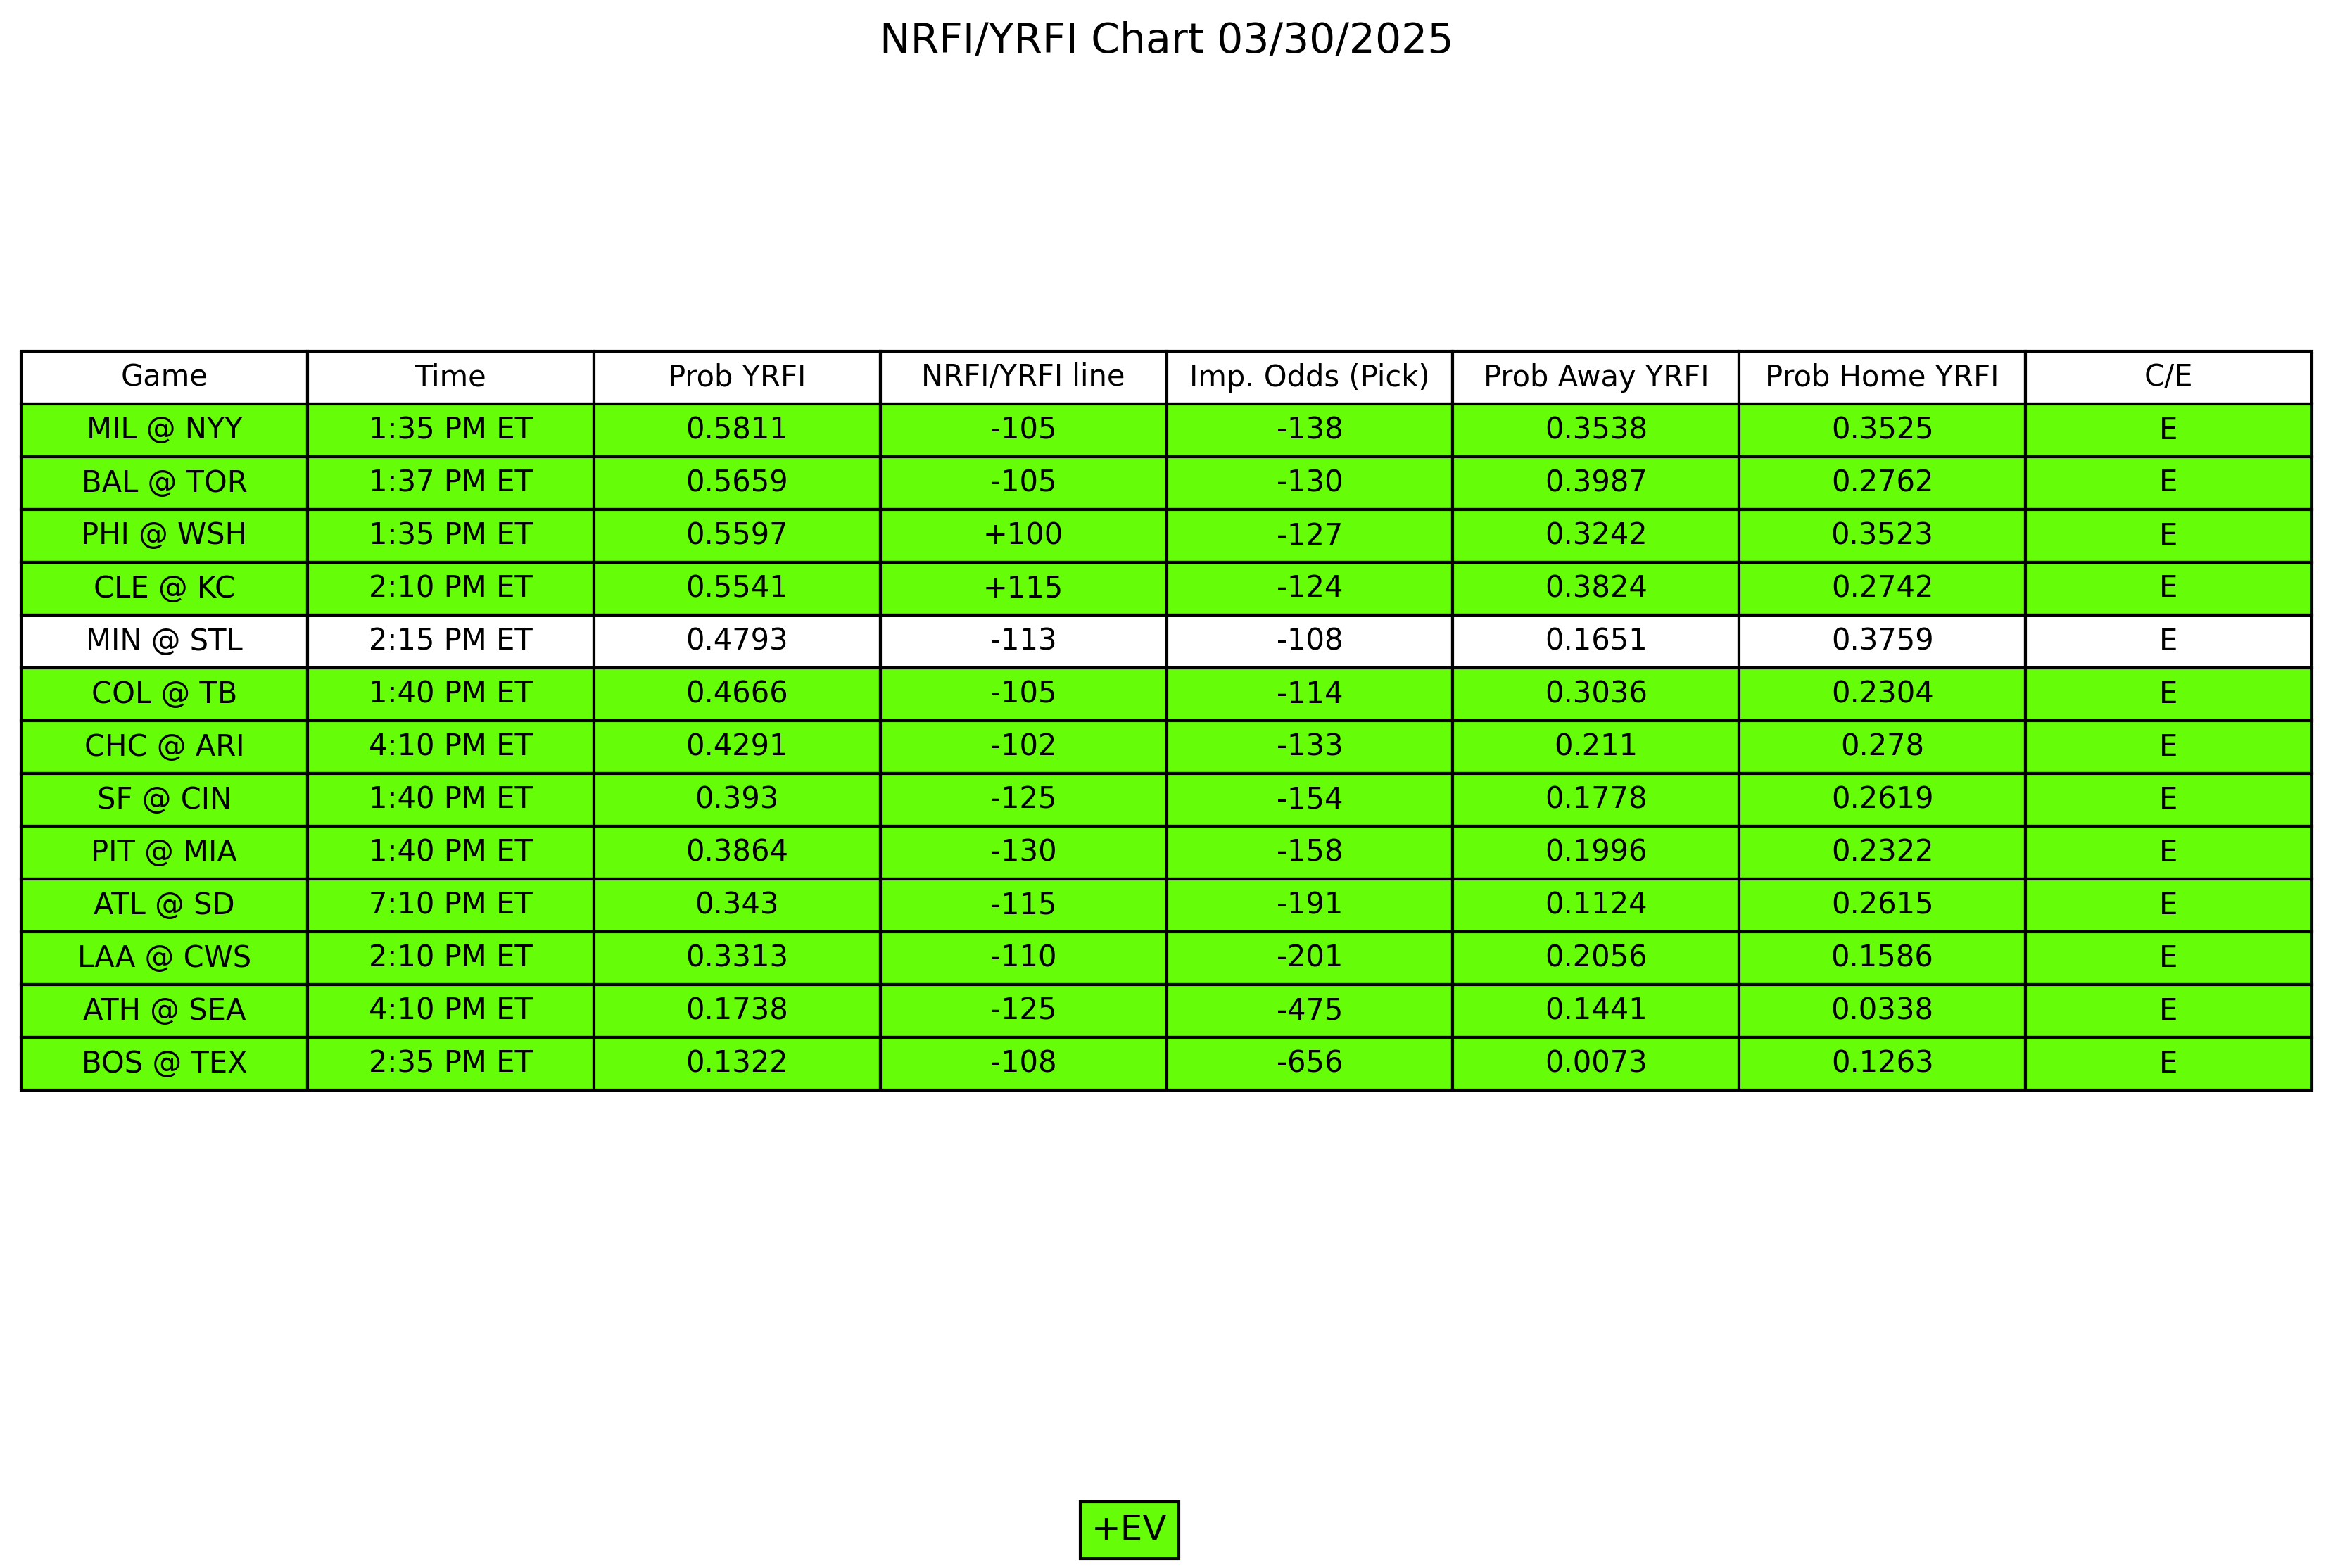 NRFI/YRFI Chart 03/30/2025
Game Time Prob YRFI NRFI/YRFI line Imp. Odds (Pick) Prob Away YRFI Prob Home YRFI C/E
MIL @ NYY 1:35 PM ET 0.5811 -105 -138 0.3538 0.3525 E
BAL @ TOR 1:37 PM ET 0.5659 -105 -130 0.3987 0.2762 E
PHI @ WSH 1:35 PM ET 0.5597 +100 -127 0.3242 0.3523 E
CLE @ KC 2:10 PM ET 0.5541 +115 -124 0.3824 0.2742 E
MIN @ STL 2:15 PM ET 0.4793 -113 -108 0.1651 0.3759 E
COL @ TB 1:40 PM ET 0.4666 -105 -114 0.3036 0.2304 E
CHC @ ARI 4:10 PM ET 0.4291 -102 -133 0.211 0.278 E
SF @ CIN 1:40 PM ET 0.393 -125 -154 0.1778 0.2619 E
PIT @ MIA 1:40 PM ET 0.3864 -130 -158 0.1996 0.2322 E
ATL @ SD 7:10 PM ET 0.343 -115 -191 0.1124 0.2615 E
LAA @ CWS 2:10 PM ET 0.3313 -110 -201 0.2056 0.1586 E
ATH @ SEA 4:10 PM ET 0.1738 -125 -475 0.1441 0.0338 E
BOS @ TEX 2:35 PM ET 0.1322 -108 -656 0.0073 0.1263 E
+EV